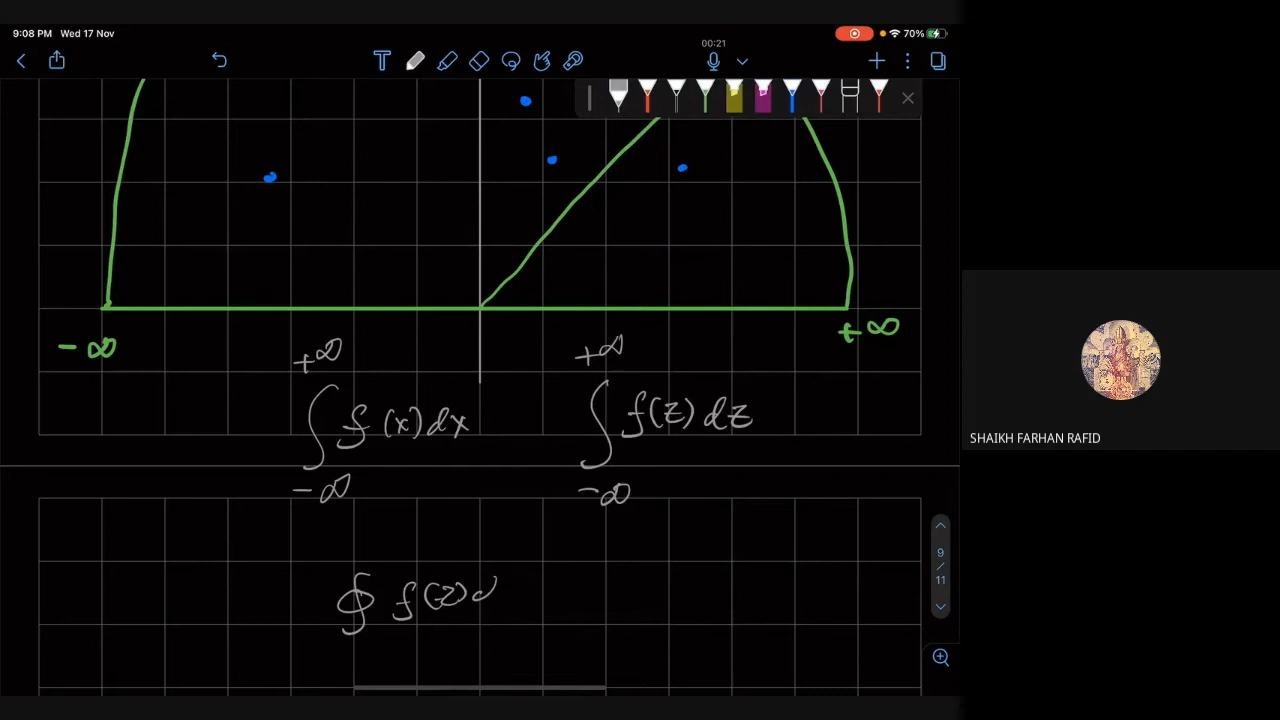 9:08 PM Wed 17 Nov
70%
00:21
T
− ∞
+ ∞
+∞
∫ f(x)dx
−∞
+∞
∫ f(z)dz
−∞
9
/
11
∮ f(z)d
SHAIKH FARHAN RAFID